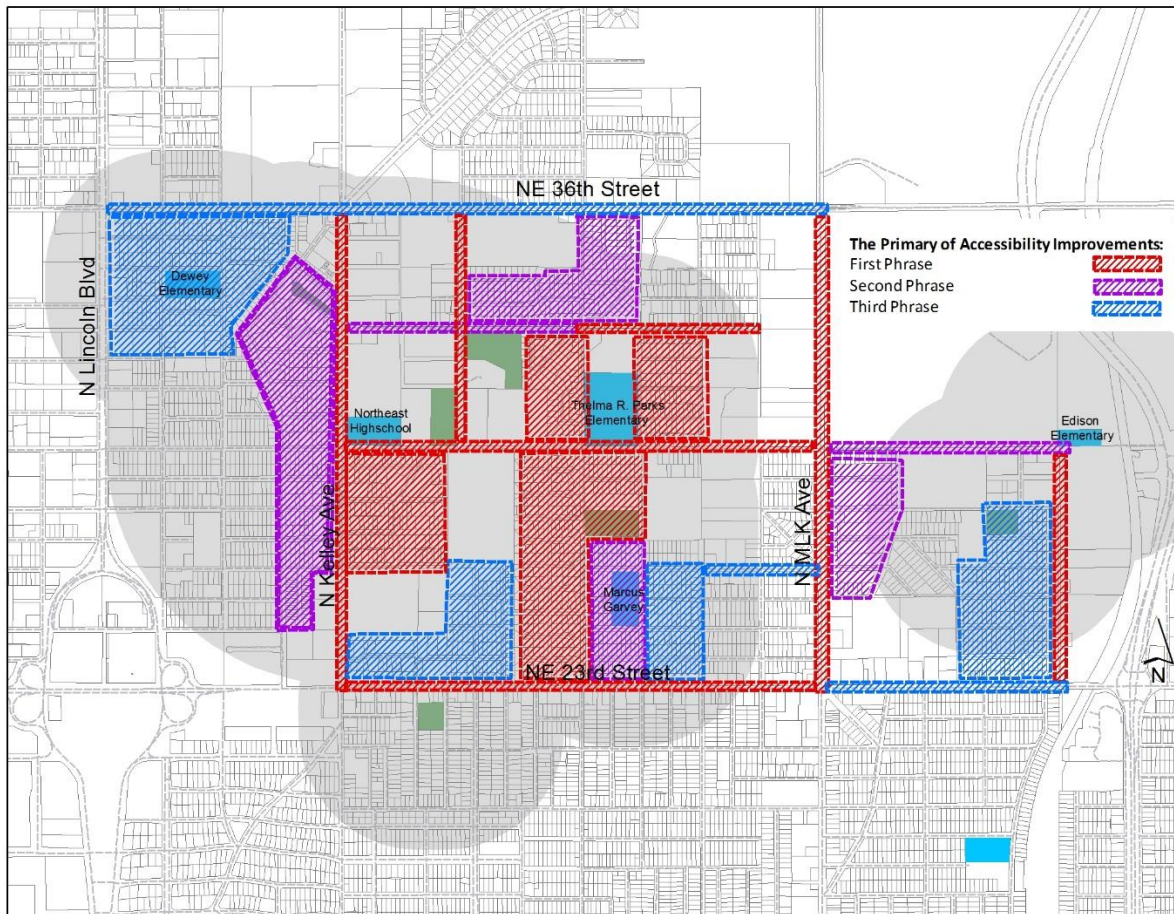 NE 36th Street
The Primary of Accessibility Improvements:
First Phrase
Second Phrase
Third Phrase
N Lincoln Blvd
Dewey
Elementary
Northeast
Highschool
Thelma R. Parks
Elementary
Edison
Elementary
N Kelley Ave
N MLK Ave
Marcus
Garvey
NE 23rd Street
N